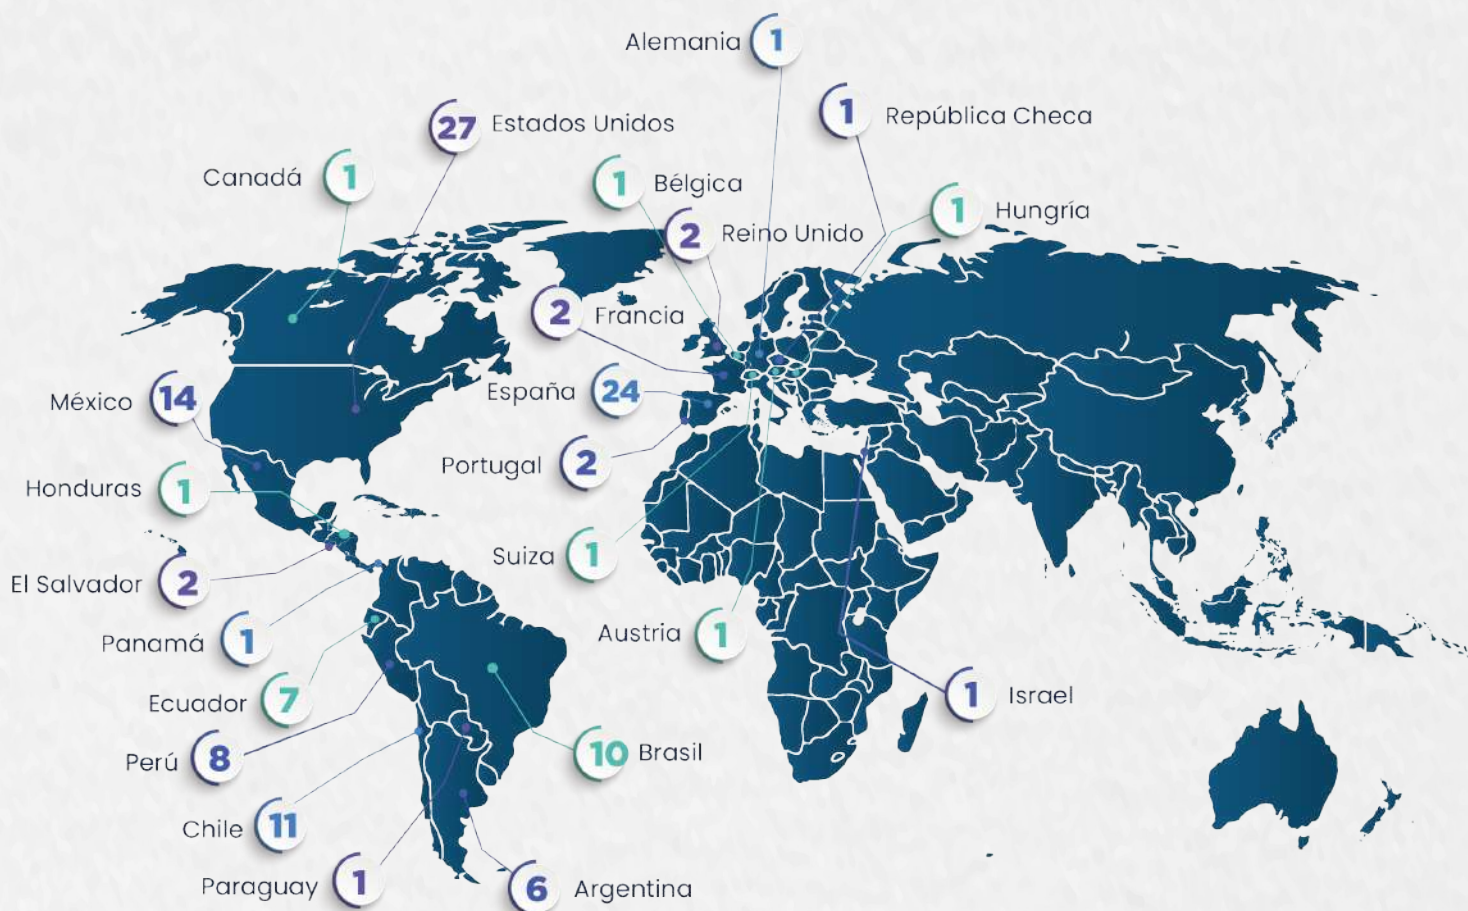 Alemania 1
1 República Checa
27 Estados Unidos
Canadá 1
1 Bélgica
1 Hungría
2 Reino Unido
2 Francia
España 24
México 14
Portugal 2
Honduras 1
Suiza 1
El Salvador 2
Austria 1
Panamá 1
1 Israel
Ecuador 7
10 Brasil
Perú 8
Chile 11
Paraguay 1
6 Argentina